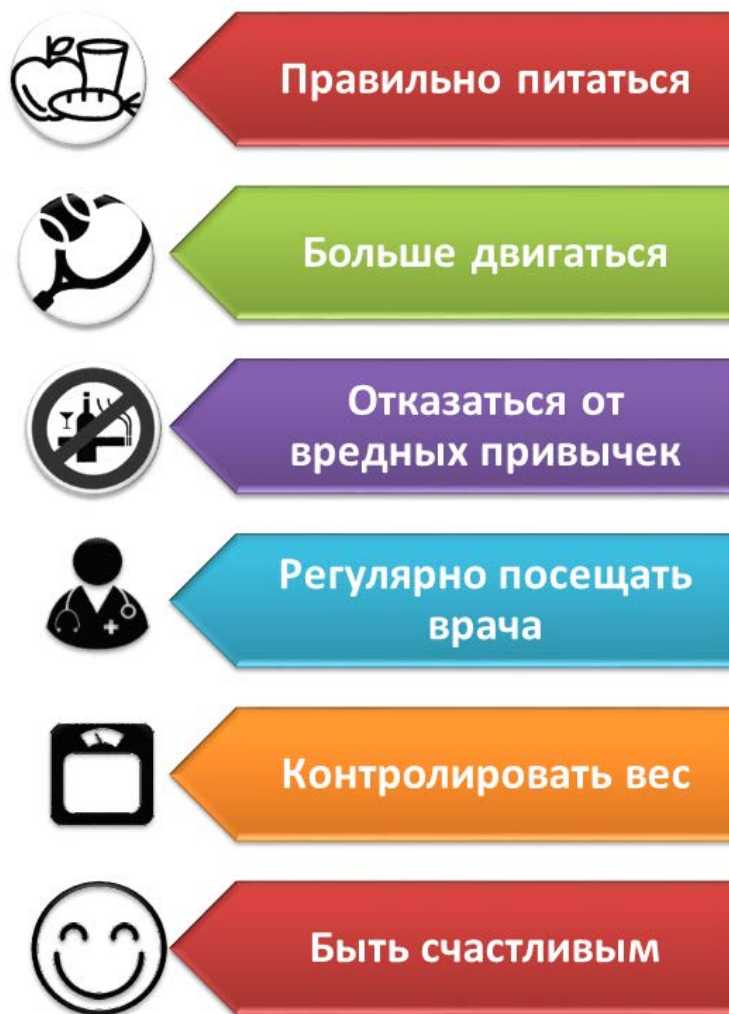 Правильно питаться
Больше двигаться
Отказаться от
вредных привычек
Регулярно посещать
врача
Контролировать вес
Быть счастливым